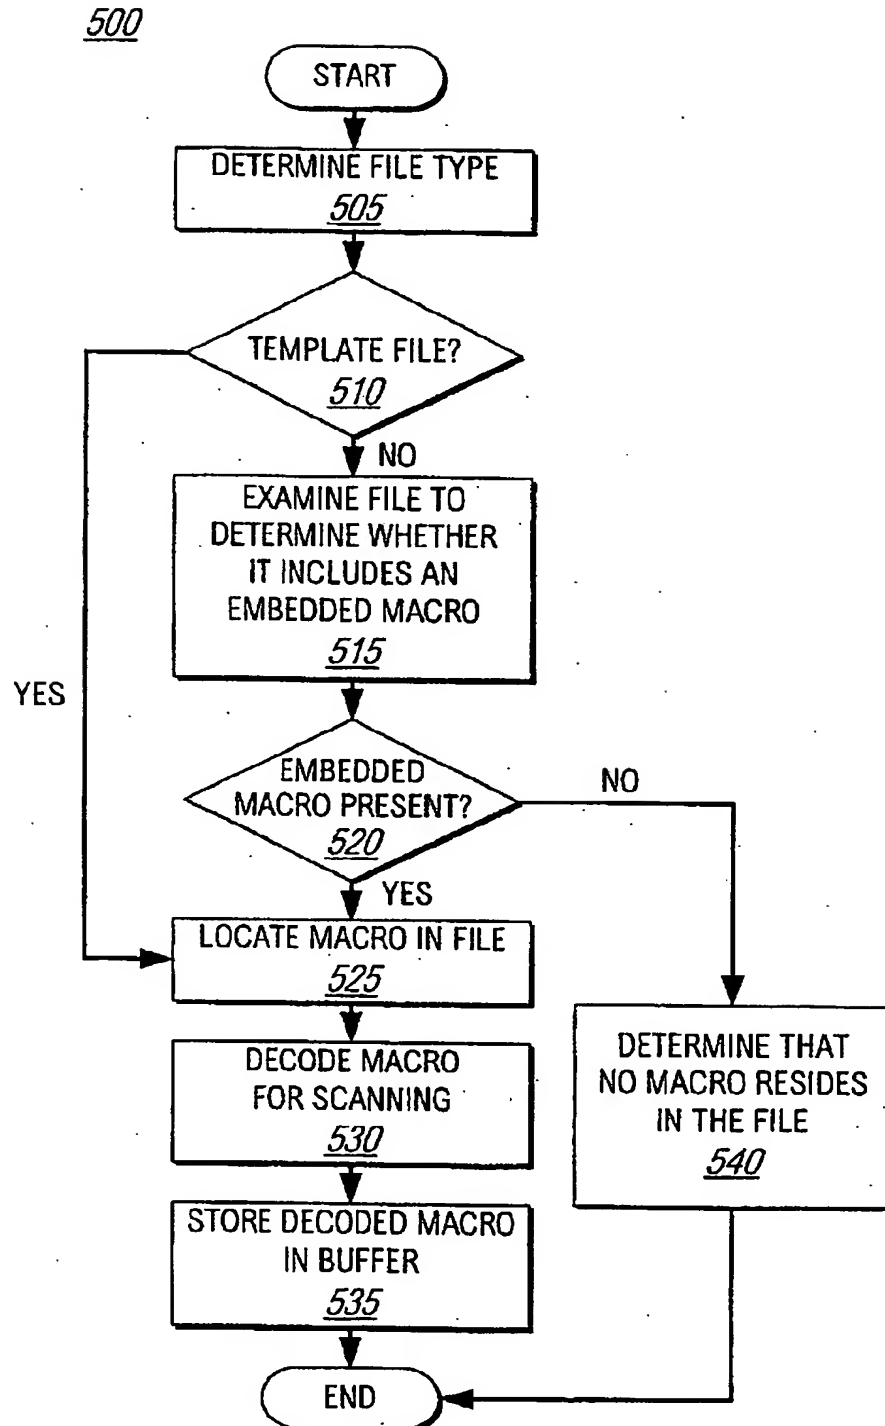 500
START
DETERMINE FILE TYPE
505
TEMPLATE FILE?
510
NO
EXAMINE FILE TO
DETERMINE WHETHER
IT INCLUDES AN
EMBEDDED MACRO
515
YES
EMBEDDED
MACRO PRESENT?
520
NO
YES
LOCATE MACRO IN FILE
525
DECODE MACRO
FOR SCANNING
530
DETERMINE THAT
NO MACRO RESIDES
IN THE FILE
540
STORE DECODED MACRO
IN BUFFER
535
END